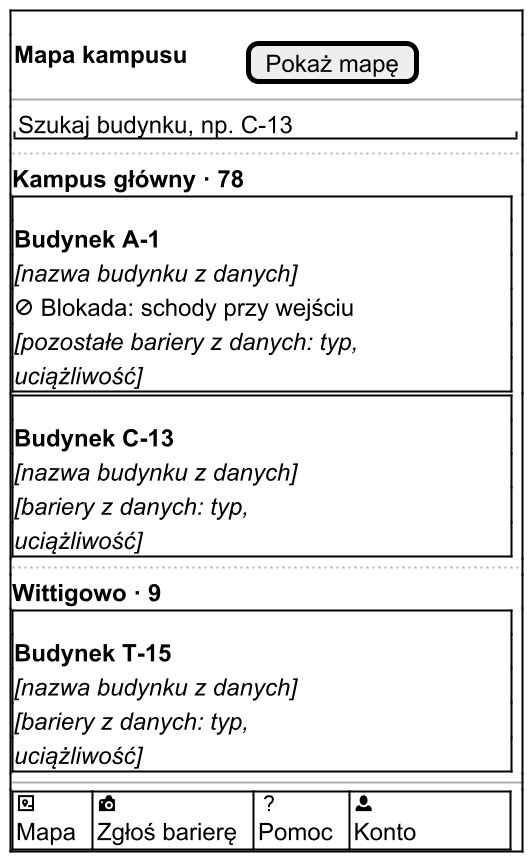 Mapa kampusu
Pokaż mapę
Szukaj budynku, np. C-13
Kampus główny · 78
Budynek A-1
[nazwa budynku z danych]
⊘ Blokada: schody przy wejściu
[pozostałe bariery z danych: typ,
uciążliwość]
Budynek C-13
[nazwa budynku z danych]
[bariery z danych: typ,
uciążliwość]
Wittigowo · 9
Budynek T-15
[nazwa budynku z danych]
[bariery z danych: typ,
uciążliwość]
?
Mapa
Zgłoś barierę
Pomoc
Konto